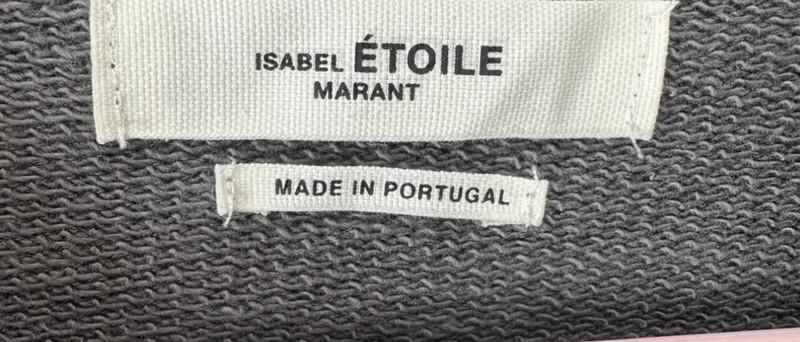 ISABEL ÉTOILE
MARANT
MADE IN PORTUGAL